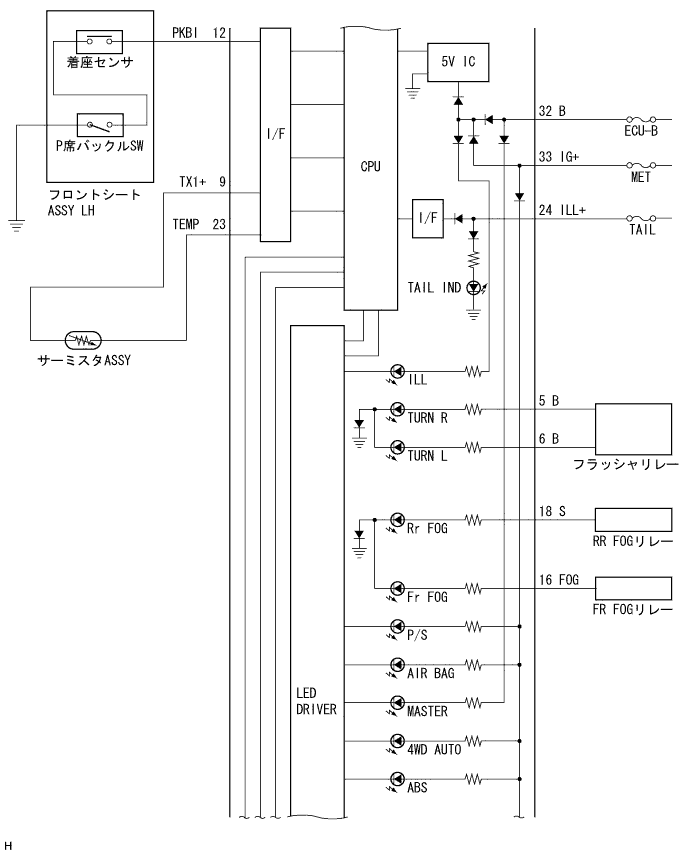 PKBI 12
着座センサ
P席バックルSW
フロントシート
ASSY LH
TX1+ 9
TEMP 23
サーミスタASSY
I/F
CPU
5V IC
32 B
ECU-B
33 IG+
MET
I/F
24 ILL+
TAIL
TAIL IND
ILL
5 B
TURN R
6 B
TURN L
フラッシャリレー
18 S
Rr FOG
RR FOGリレー
16 FOG
Fr FOG
FR FOGリレー
P/S
AIR BAG
LED
DRIVER
MASTER
4WD AUTO
ABS
H